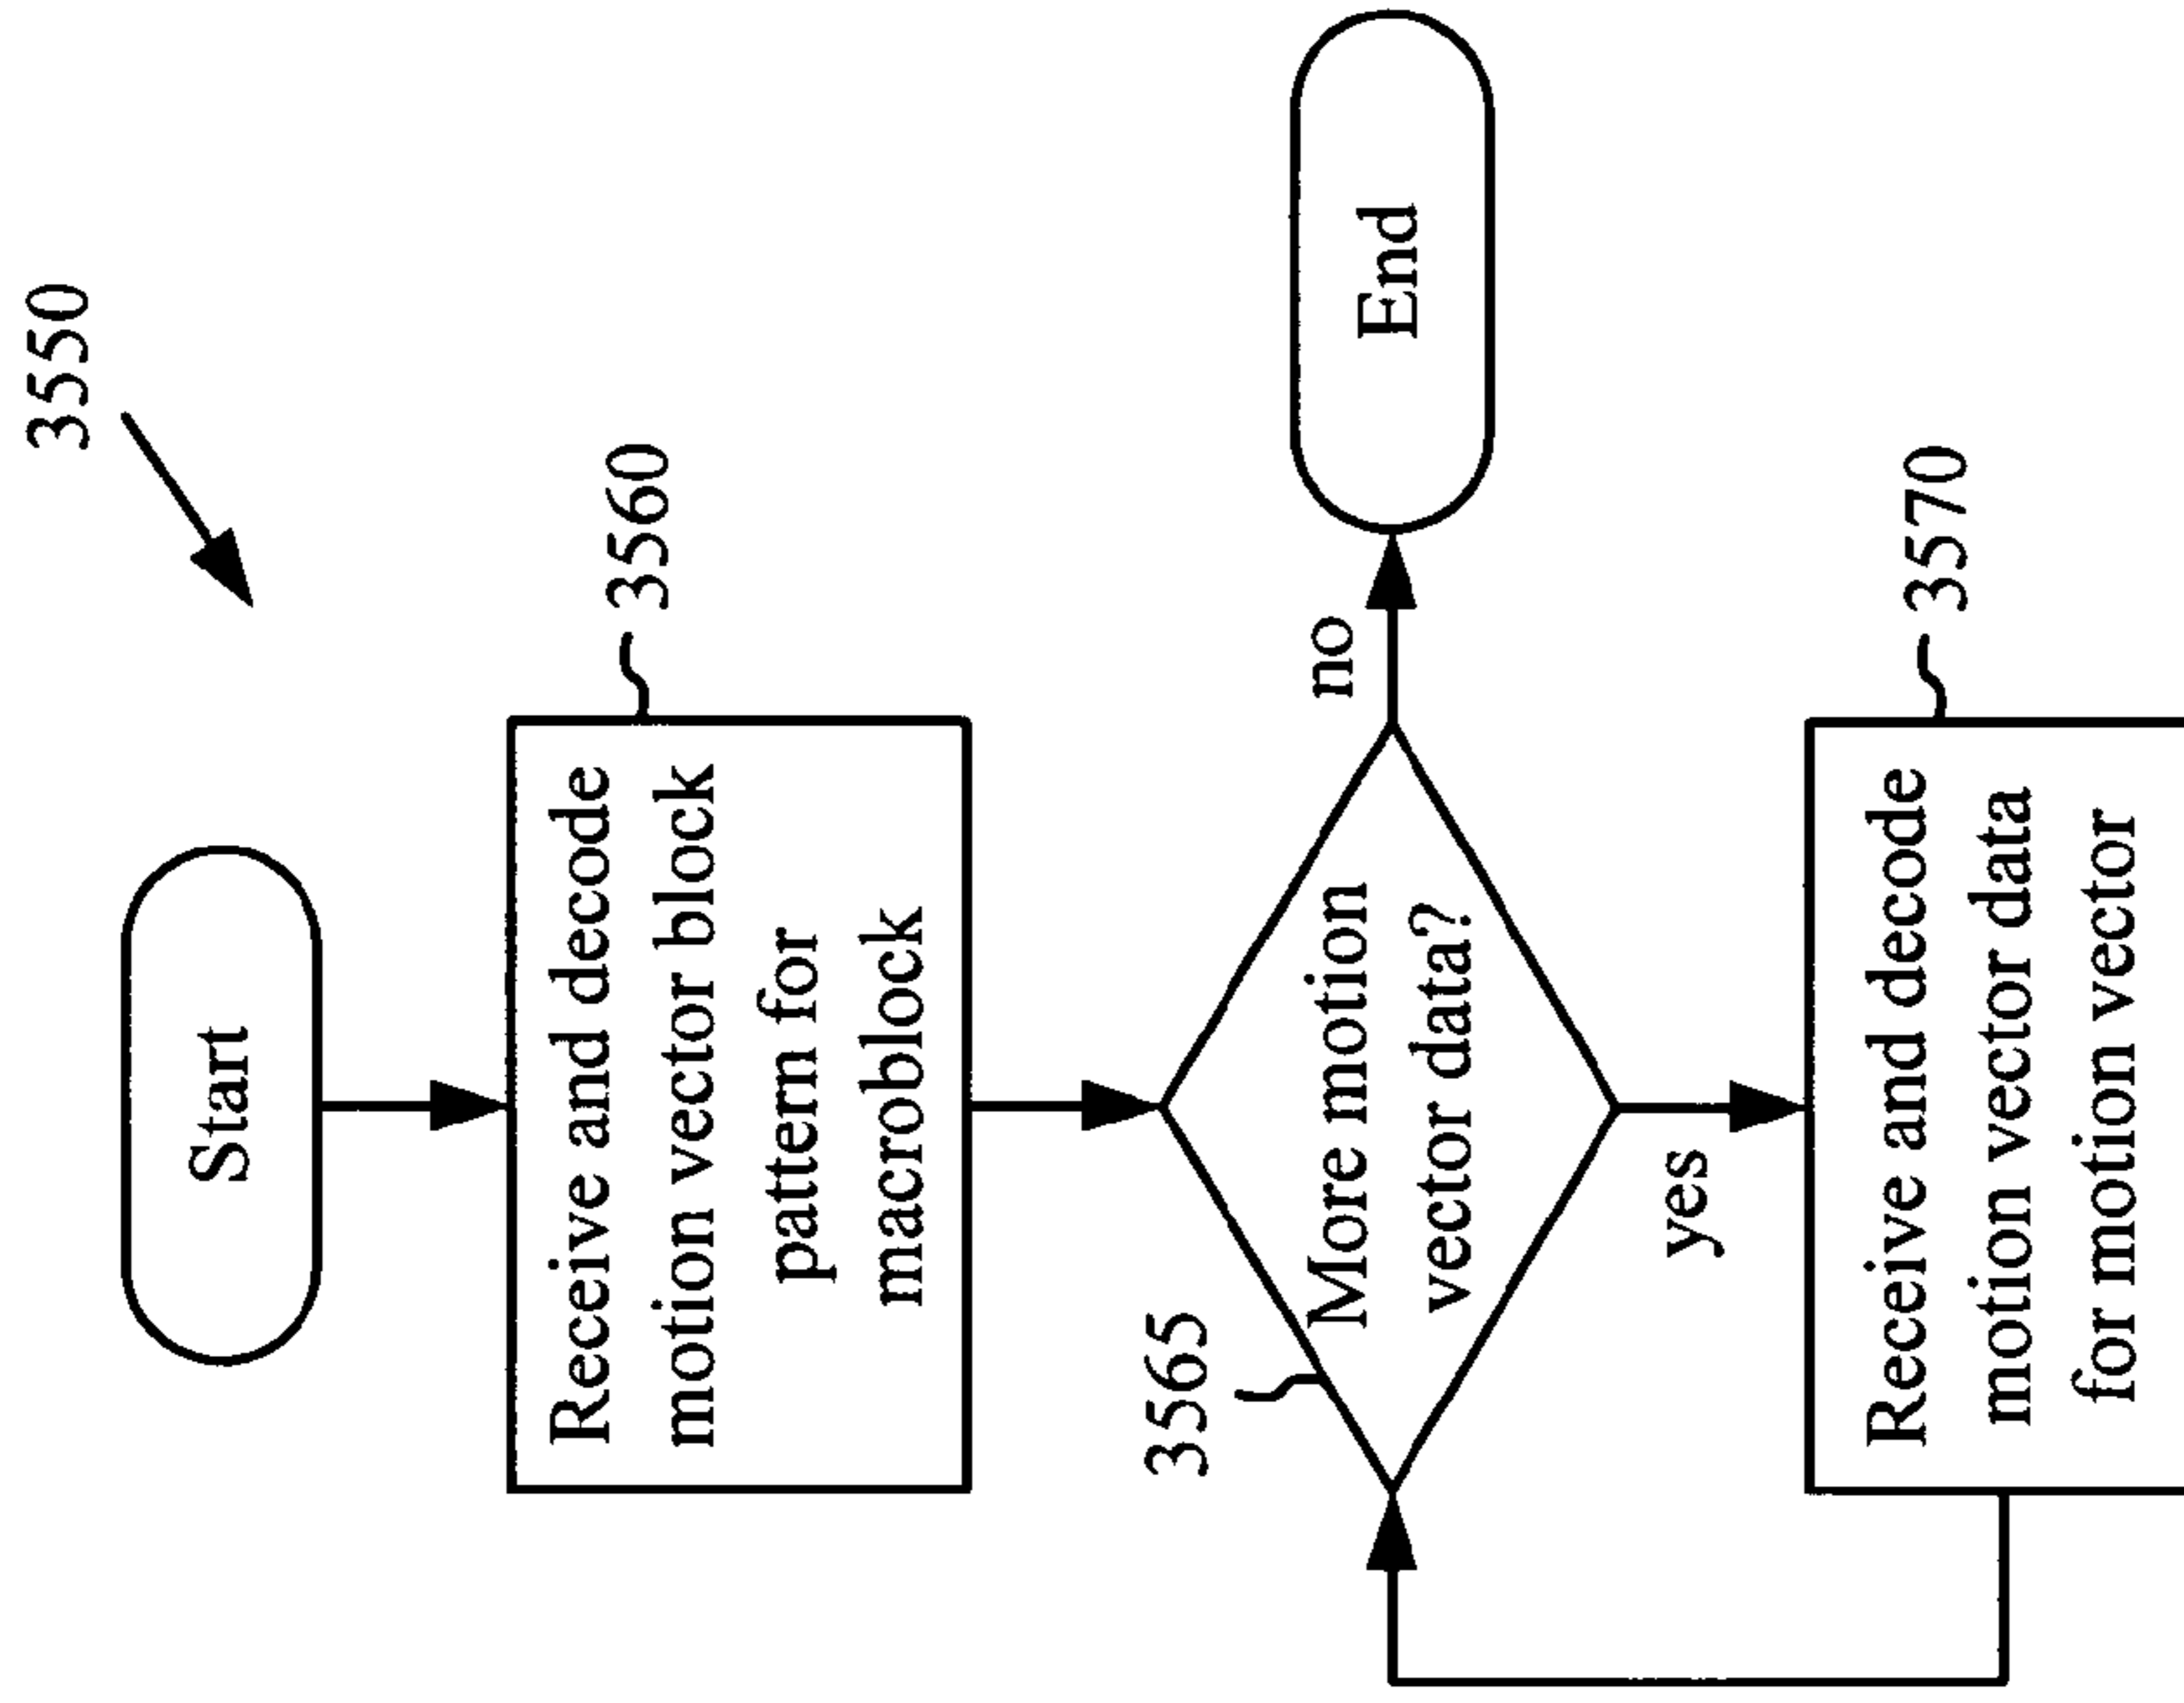 3550
Start
3560
Receive and decode
motion vector block
pattern for
macroblock
3565
More motion
vector data?
no
End
yes
3570
Receive and decode
motion vector data
for motion vector